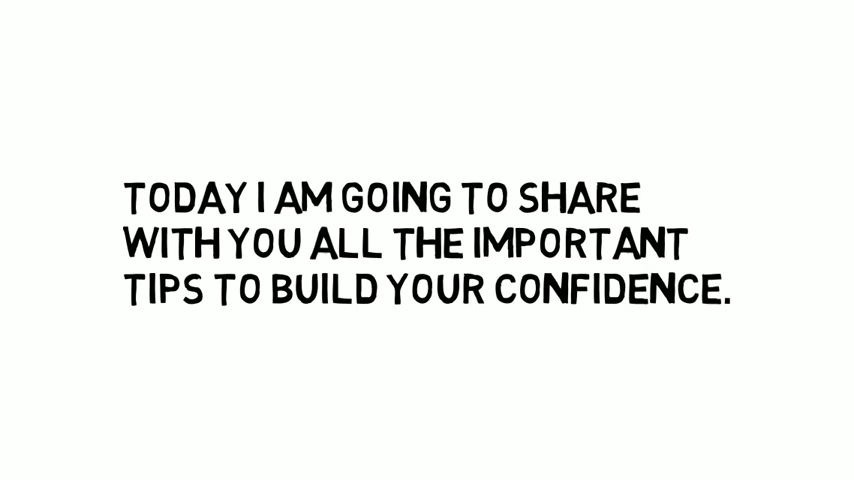 TODAY I AM GOING TO SHARE
WITH YOU ALL THE IMPORTANT
TIPS TO BUILD YOUR CONFIDENCE.